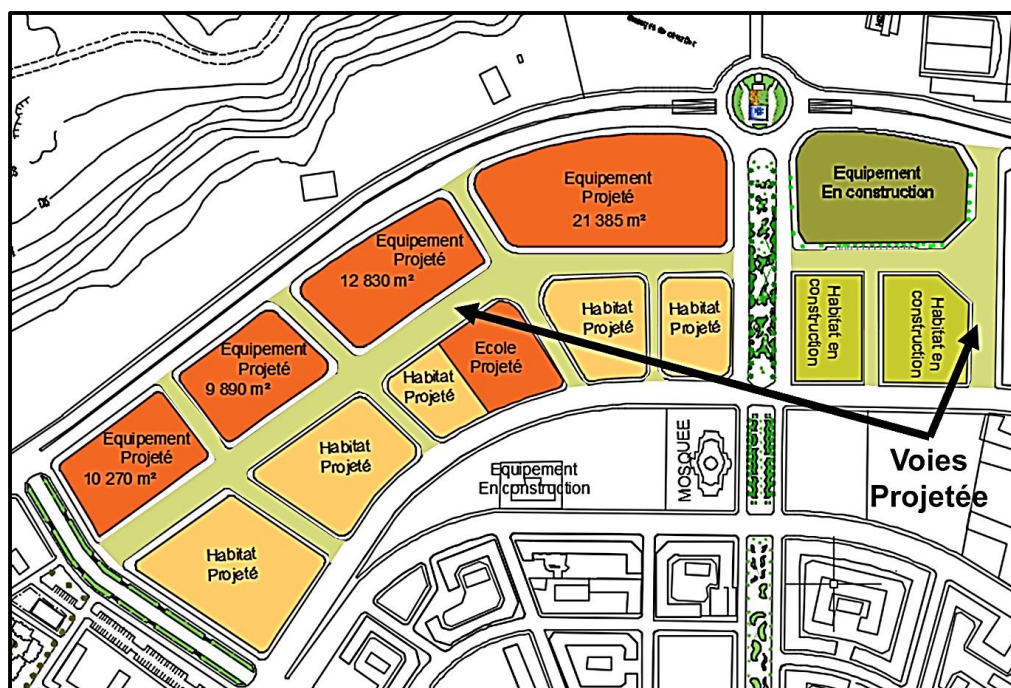 Equipement
En construction
Equipement
Projeté
21 385 m²
Equipement
Projeté
12 830 m²
Habitat
Projeté
Habitat
Projeté
Habitat en
construction
Habitat en
construction
Ecole
Projeté
Equipement
Projeté
9 890 m²
Habitat
Projeté
Equipement
Projeté
10 270 m²
Habitat
Projeté
MOSQUEE
Equipement
En construction
Voies
Projetée
Habitat
Projeté